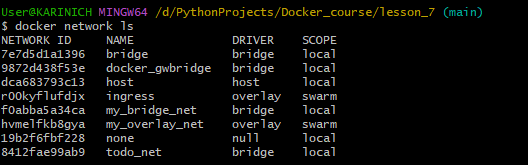 User@KARINICH MINGW64 /d/PythonProjects/Docker_course/lesson_7 (main)
$ docker network ls
NETWORK ID     NAME              DRIVER    SCOPE
7e7d5d1a1396   bridge            bridge    local
9872d438f53e   docker_gwbridge   bridge    local
dca683793c13   host              host      local
r00kyflufdjx   ingress           overlay   swarm
f0abba5a34ca   my_bridge_net     bridge    local
hvmelfkb8gya   my_overlay_net    overlay   swarm
19b2f6fbf228   none              null      local
8412fae99ab9   todo_net          bridge    local